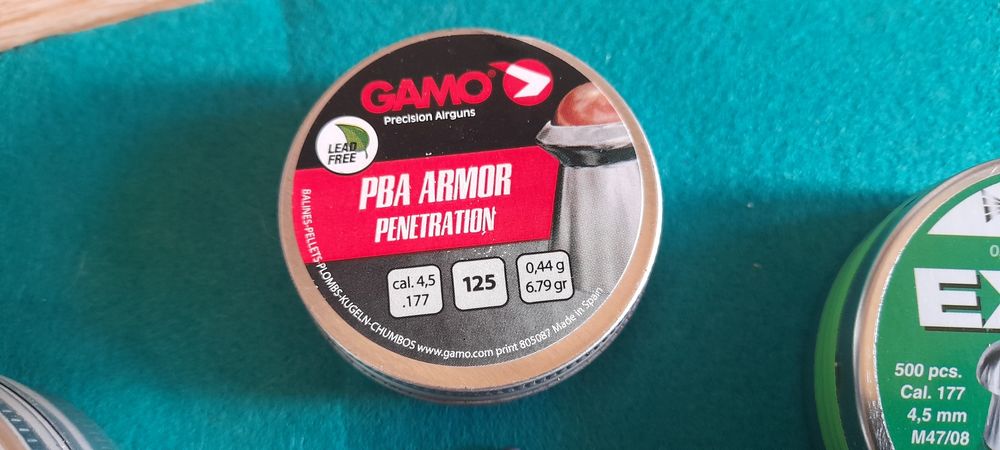 GAMO®
Precision Airguns
LEAD
FREE
PBA ARMOR
PENETRATION
BALINES-PELLETS-PLOMBS-KUGELN-CHUMBOS www.gamo.com print 805087 Made in Spain
cal. 4,5
.177
125
0,44 g
6.79 gr
500 pcs.
Cal. 177
4,5 mm
M47/08